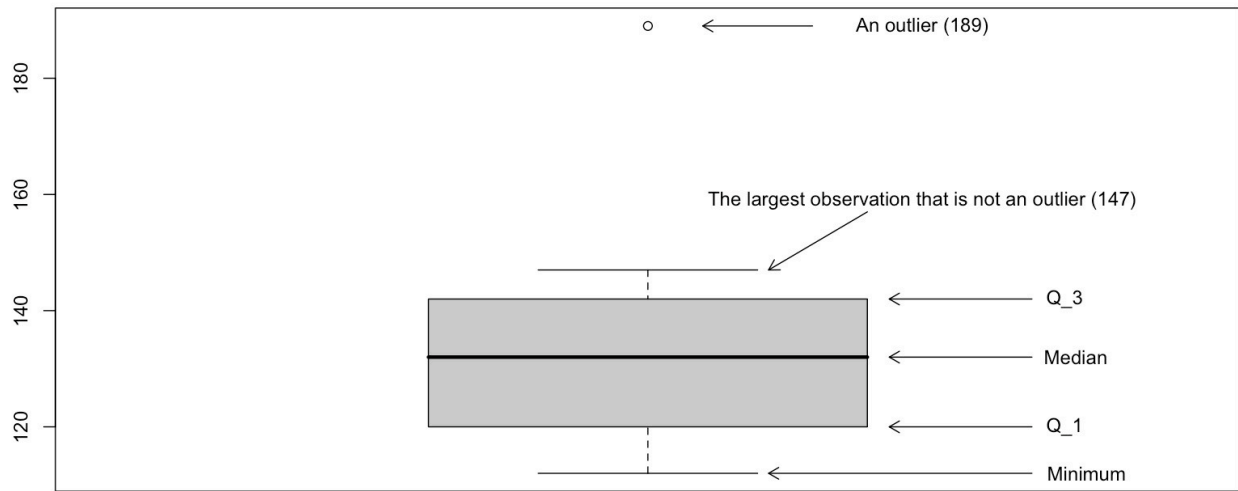 An outlier (189)
180
160
The largest observation that is not an outlier (147)
140
Q_3
Median
120
Q_1
Minimum